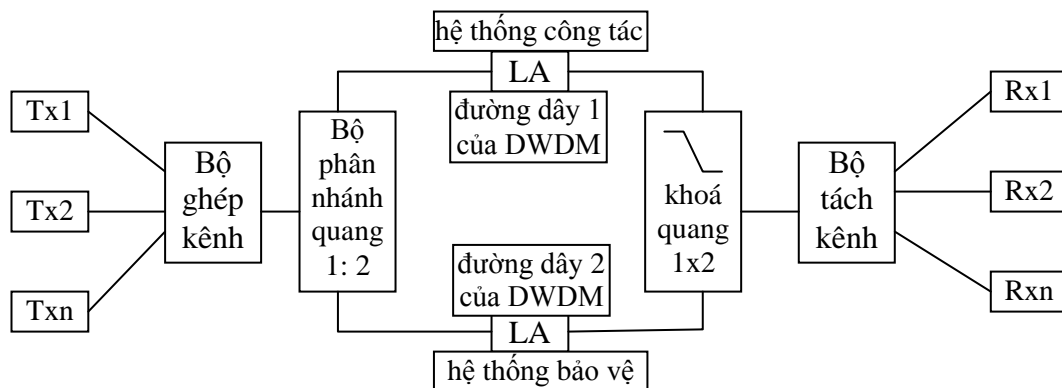 hệ thống công tác
LA
đường dây 1
của DWDM
Tx1
Tx2
Txn
Bộ
ghép
kênh
Bộ
phân
nhánh
quang
1: 2
khoá
quang
1x2
Bộ
tách
kênh
Rx1
Rx2
Rxn
đường dây 2
của DWDM
LA
hệ thống bảo vệ